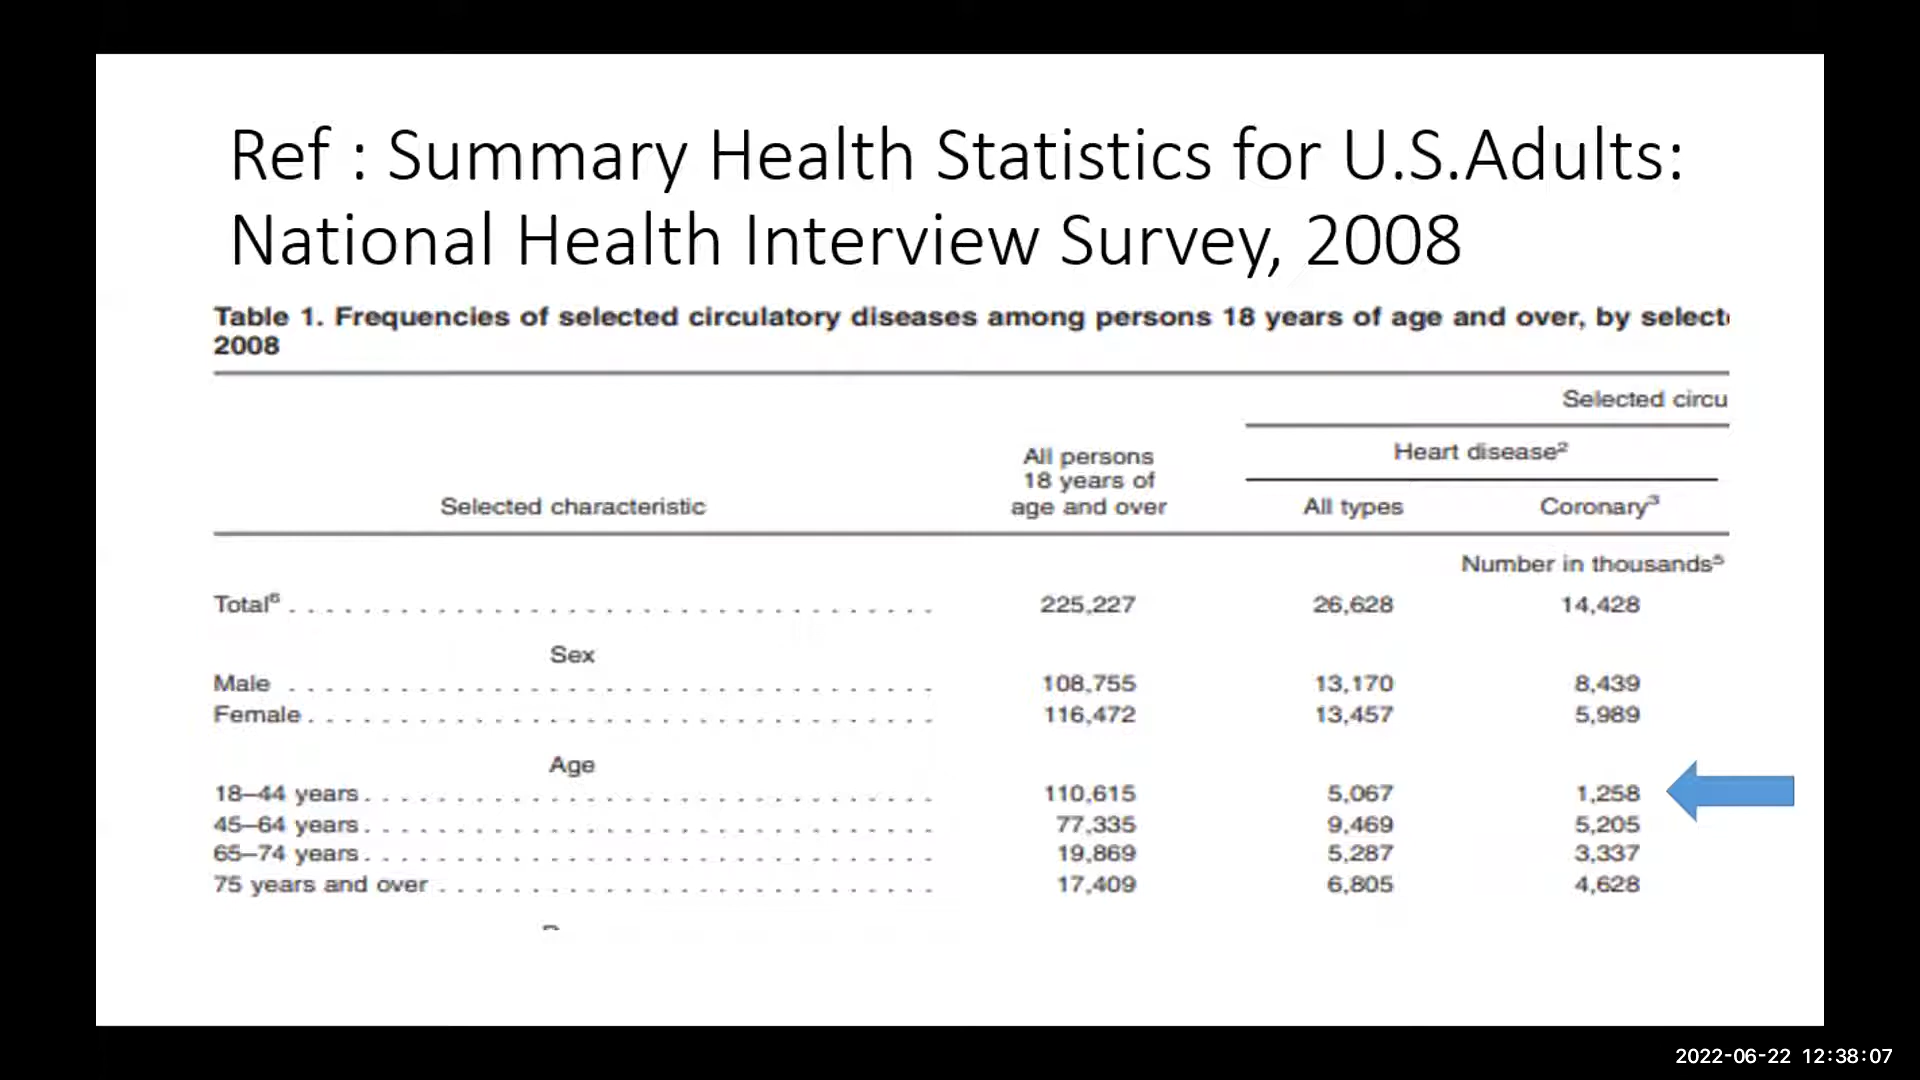 Ref : Summary Health Statistics for U.S.Adults:
National Health Interview Survey, 2008
Table 1. Frequencies of selected circulatory diseases among persons 18 years of age and over, by select
2008
Selected circu
Heart disease²
All persons
18 years of
age and over
Selected characteristic All types Coronary³
Number in thousands⁵
Total⁶ . . . . . . . . . . . . . . . . . . . . . . . . . . . . 225,227 26,628 14,428
Sex
Male . . . . . . . . . . . . . . . . . . . . . . . . . . . . 108,755 13,170 8,439
Female . . . . . . . . . . . . . . . . . . . . . . . . . . . 116,472 13,457 5,989
Age
18–44 years . . . . . . . . . . . . . . . . . . . . . . . . . 110,615 5,067 1,258
45–64 years . . . . . . . . . . . . . . . . . . . . . . . . . 77,335 9,469 5,205
65–74 years . . . . . . . . . . . . . . . . . . . . . . . . . 19,869 5,287 3,337
75 years and over . . . . . . . . . . . . . . . . . . . . . . 17,409 6,805 4,628
2022-06-22 12:38:07